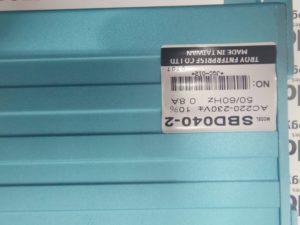 MODEL SBD040-2
AC220-230V± 10%
50/60Hz 0.8A
NO:
TROY ENTERPRISE CO.LTD
MADE IN TAIWAN